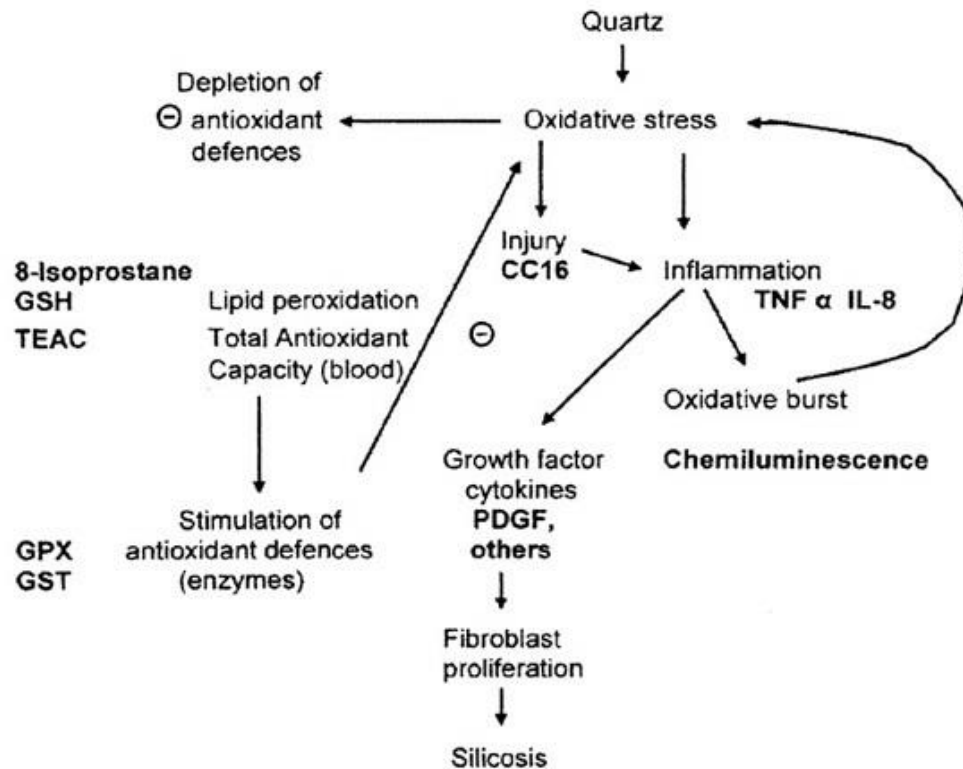 Quartz
Depletion of
⊖ antioxidant
defences
Oxidative stress
Injury
CC16
Inflammation
TNF α IL-8
8-Isoprostane
GSH Lipid peroxidation
TEAC Total Antioxidant ⊖
Capacity (blood)
Oxidative burst
Chemiluminescence
Growth factor
cytokines
PDGF,
others
Stimulation of
GPX antioxidant defences
GST (enzymes)
Fibroblast
proliferation
Silicosis